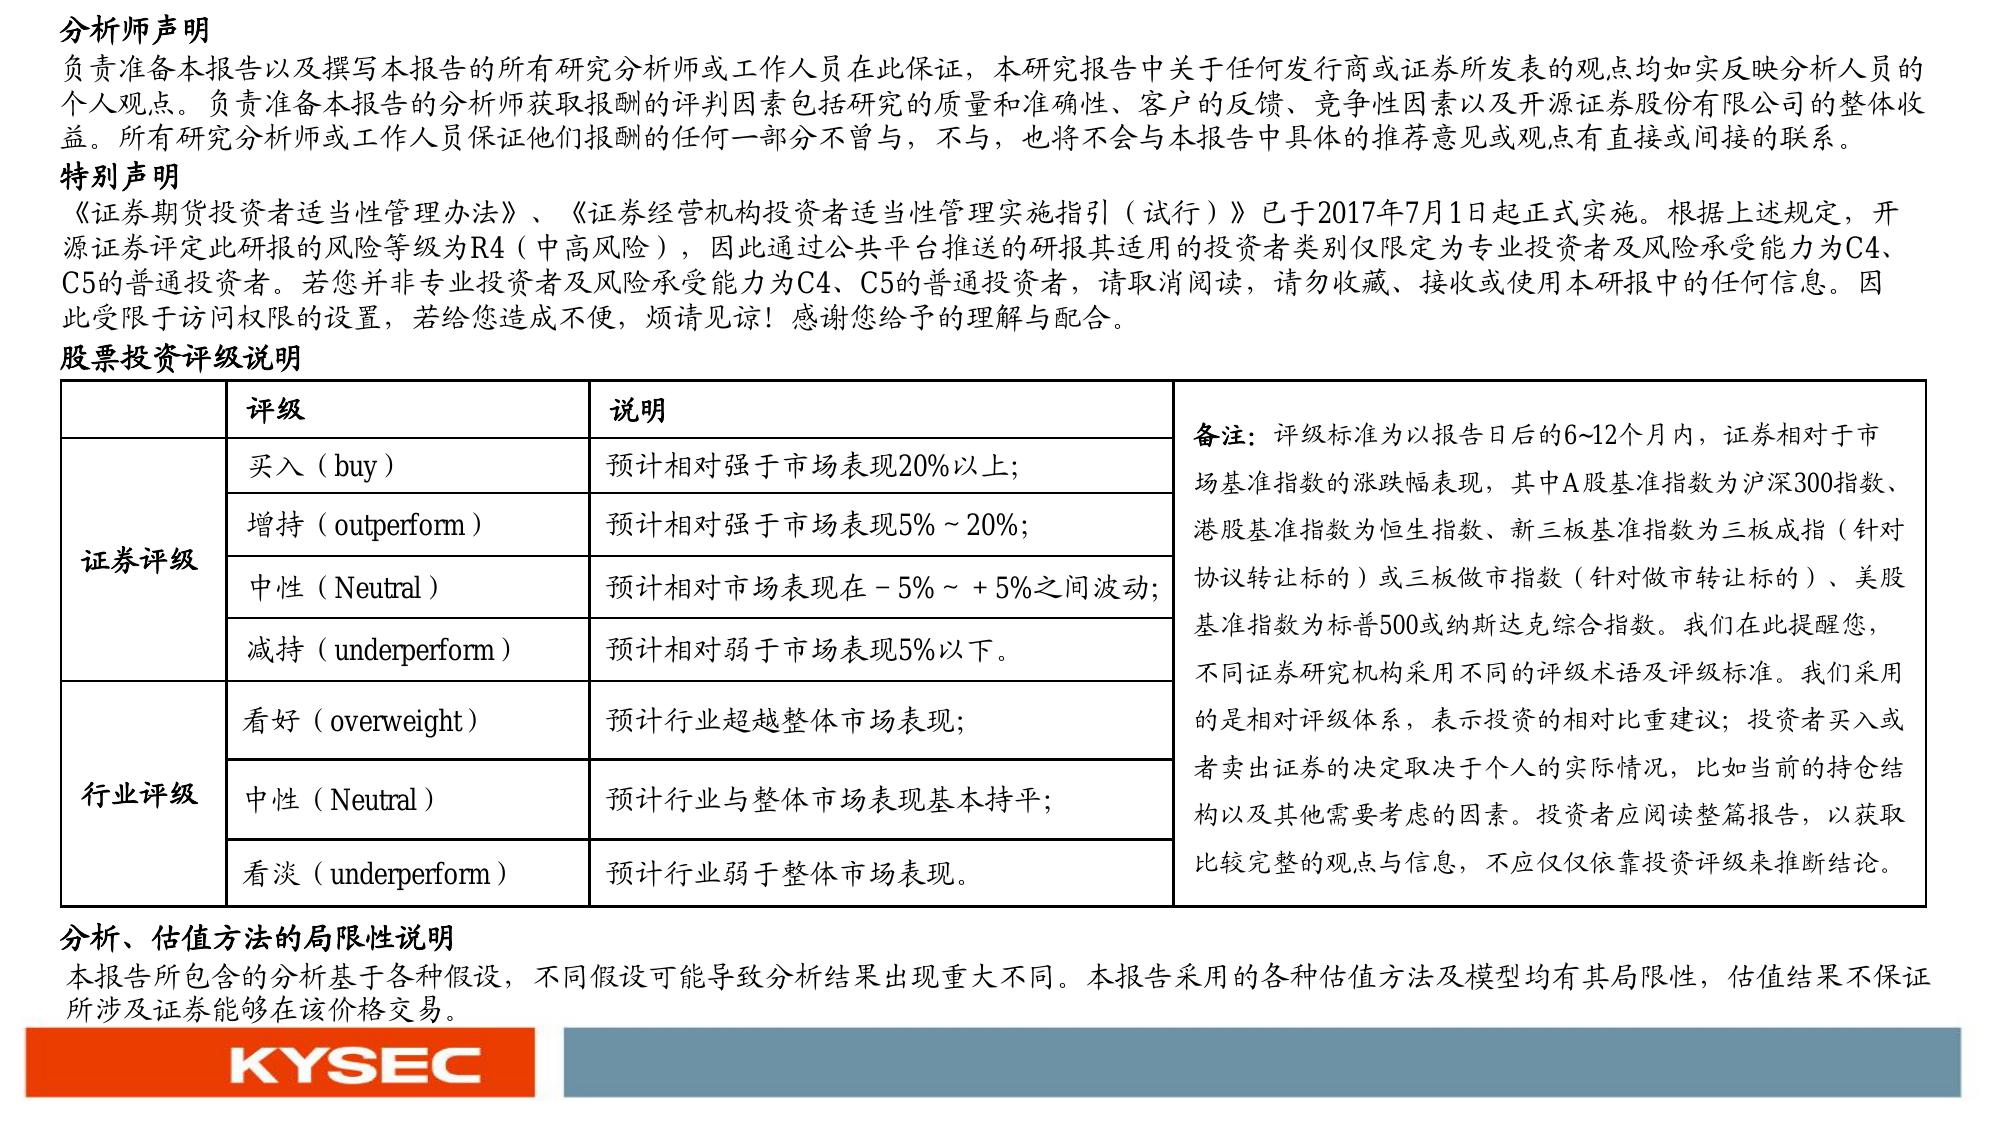 分析师声明
负责准备本报告以及撰写本报告的所有研究分析师或工作人员在此保证，本研究报告中关于任何发行商或证券所发表的观点均如实反映分析人员的
个人观点。负责准备本报告的分析师获取报酬的评判因素包括研究的质量和准确性、客户的反馈、竞争性因素以及开源证券股份有限公司的整体收
益。所有研究分析师或工作人员保证他们报酬的任何一部分不曾与，不与，也将不会与本报告中具体的推荐意见或观点有直接或间接的联系。
特别声明
《证券期货投资者适当性管理办法》、《证券经营机构投资者适当性管理实施指引（试行）》已于2017年7月1日起正式实施。根据上述规定，开
源证券评定此研报的风险等级为R4（中高风险），因此通过公共平台推送的研报其适用的投资者类别仅限定为专业投资者及风险承受能力为C4、
C5的普通投资者。若您并非专业投资者及风险承受能力为C4、C5的普通投资者，请取消阅读，请勿收藏、接收或使用本研报中的任何信息。因
此受限于访问权限的设置，若给您造成不便，烦请见谅！感谢您给予的理解与配合。
股票投资评级说明
评级
说明
证券评级
买入（buy）
预计相对强于市场表现20%以上；
增持（outperform）
预计相对强于市场表现5%～20%；
中性（Neutral）
预计相对市场表现在－5%～＋5%之间波动；
减持（underperform）
预计相对弱于市场表现5%以下。
行业评级
看好（overweight）
预计行业超越整体市场表现；
中性（Neutral）
预计行业与整体市场表现基本持平；
看淡（underperform）
预计行业弱于整体市场表现。
备注：评级标准为以报告日后的6~12个月内，证券相对于市
场基准指数的涨跌幅表现，其中A股基准指数为沪深300指数、
港股基准指数为恒生指数、新三板基准指数为三板成指（针对
协议转让标的）或三板做市指数（针对做市转让标的）、美股
基准指数为标普500或纳斯达克综合指数。我们在此提醒您，
不同证券研究机构采用不同的评级术语及评级标准。我们采用
的是相对评级体系，表示投资的相对比重建议；投资者买入或
者卖出证券的决定取决于个人的实际情况，比如当前的持仓结
构以及其他需要考虑的因素。投资者应阅读整篇报告，以获取
比较完整的观点与信息，不应仅仅依靠投资评级来推断结论。
分析、估值方法的局限性说明
本报告所包含的分析基于各种假设，不同假设可能导致分析结果出现重大不同。本报告采用的各种估值方法及模型均有其局限性，估值结果不保证
所涉及证券能够在该价格交易。
KYSEC